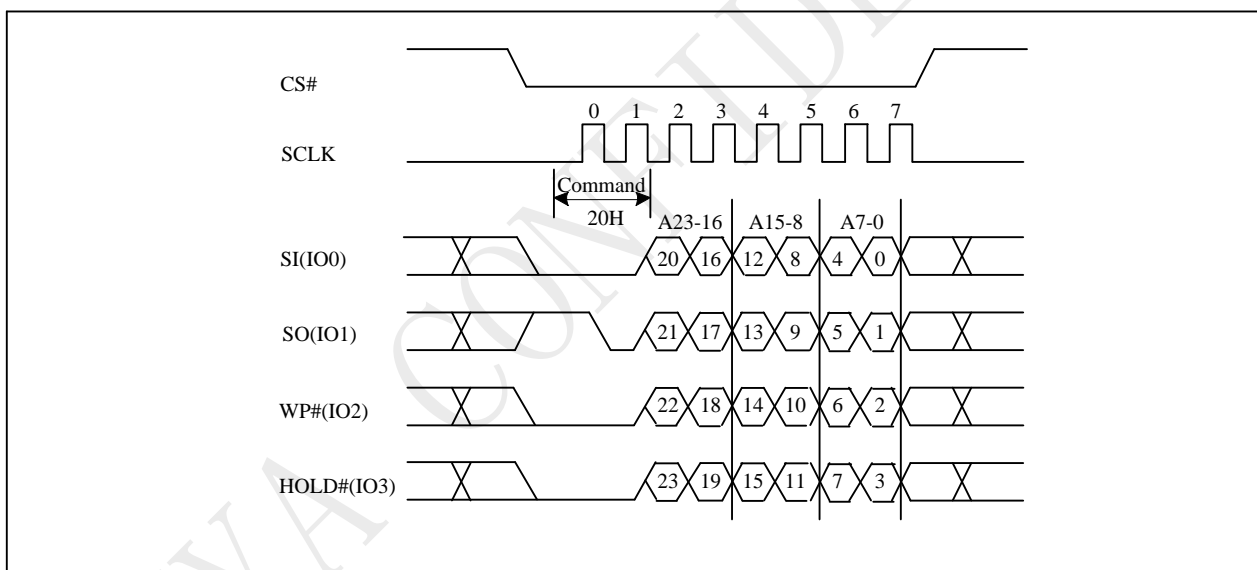 CS#
0 1 2 3 4 5 6 7
SCLK
Command
20H
A23-16 A15-8 A7-0
SI(IO0) 20 16 12 8 4 0
SO(IO1) 21 17 13 9 5 1
WP#(IO2) 22 18 14 10 6 2
HOLD#(IO3) 23 19 15 11 7 3